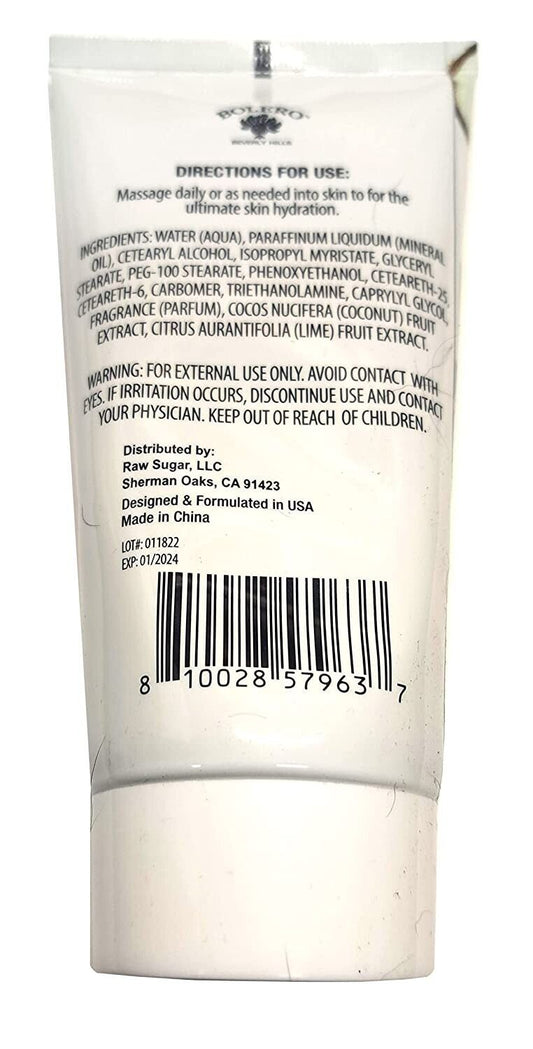 BOLERO
BEVERLY HILLS
DIRECTIONS FOR USE:
Massage daily or as needed into skin to for the
ultimate skin hydration.
INGREDIENTS: WATER (AQUA), PARAFFINUM LIQUIDUM (MINERAL
OIL), CETEARYL ALCOHOL, ISOPROPYL MYRISTATE, GLYCERYL
STEARATE, PEG-100 STEARATE, PHENOXYETHANOL, CETEARETH-25,
CETEARETH-6, CARBOMER, TRIETHANOLAMINE, CAPRYLYL GLYCOL,
FRAGRANCE (PARFUM), COCOS NUCIFERA (COCONUT) FRUIT
EXTRACT, CITRUS AURANTIFOLIA (LIME) FRUIT EXTRACT.
WARNING: FOR EXTERNAL USE ONLY. AVOID CONTACT WITH
EYES. IF IRRITATION OCCURS, DISCONTINUE USE AND CONTACT
YOUR PHYSICIAN. KEEP OUT OF REACH OF CHILDREN.
Distributed by:
Raw Sugar, LLC
Sherman Oaks, CA 91423
Designed & Formulated in USA
Made in China
LOT#: 011822
EXP: 01/2024
8 10028 57963 7